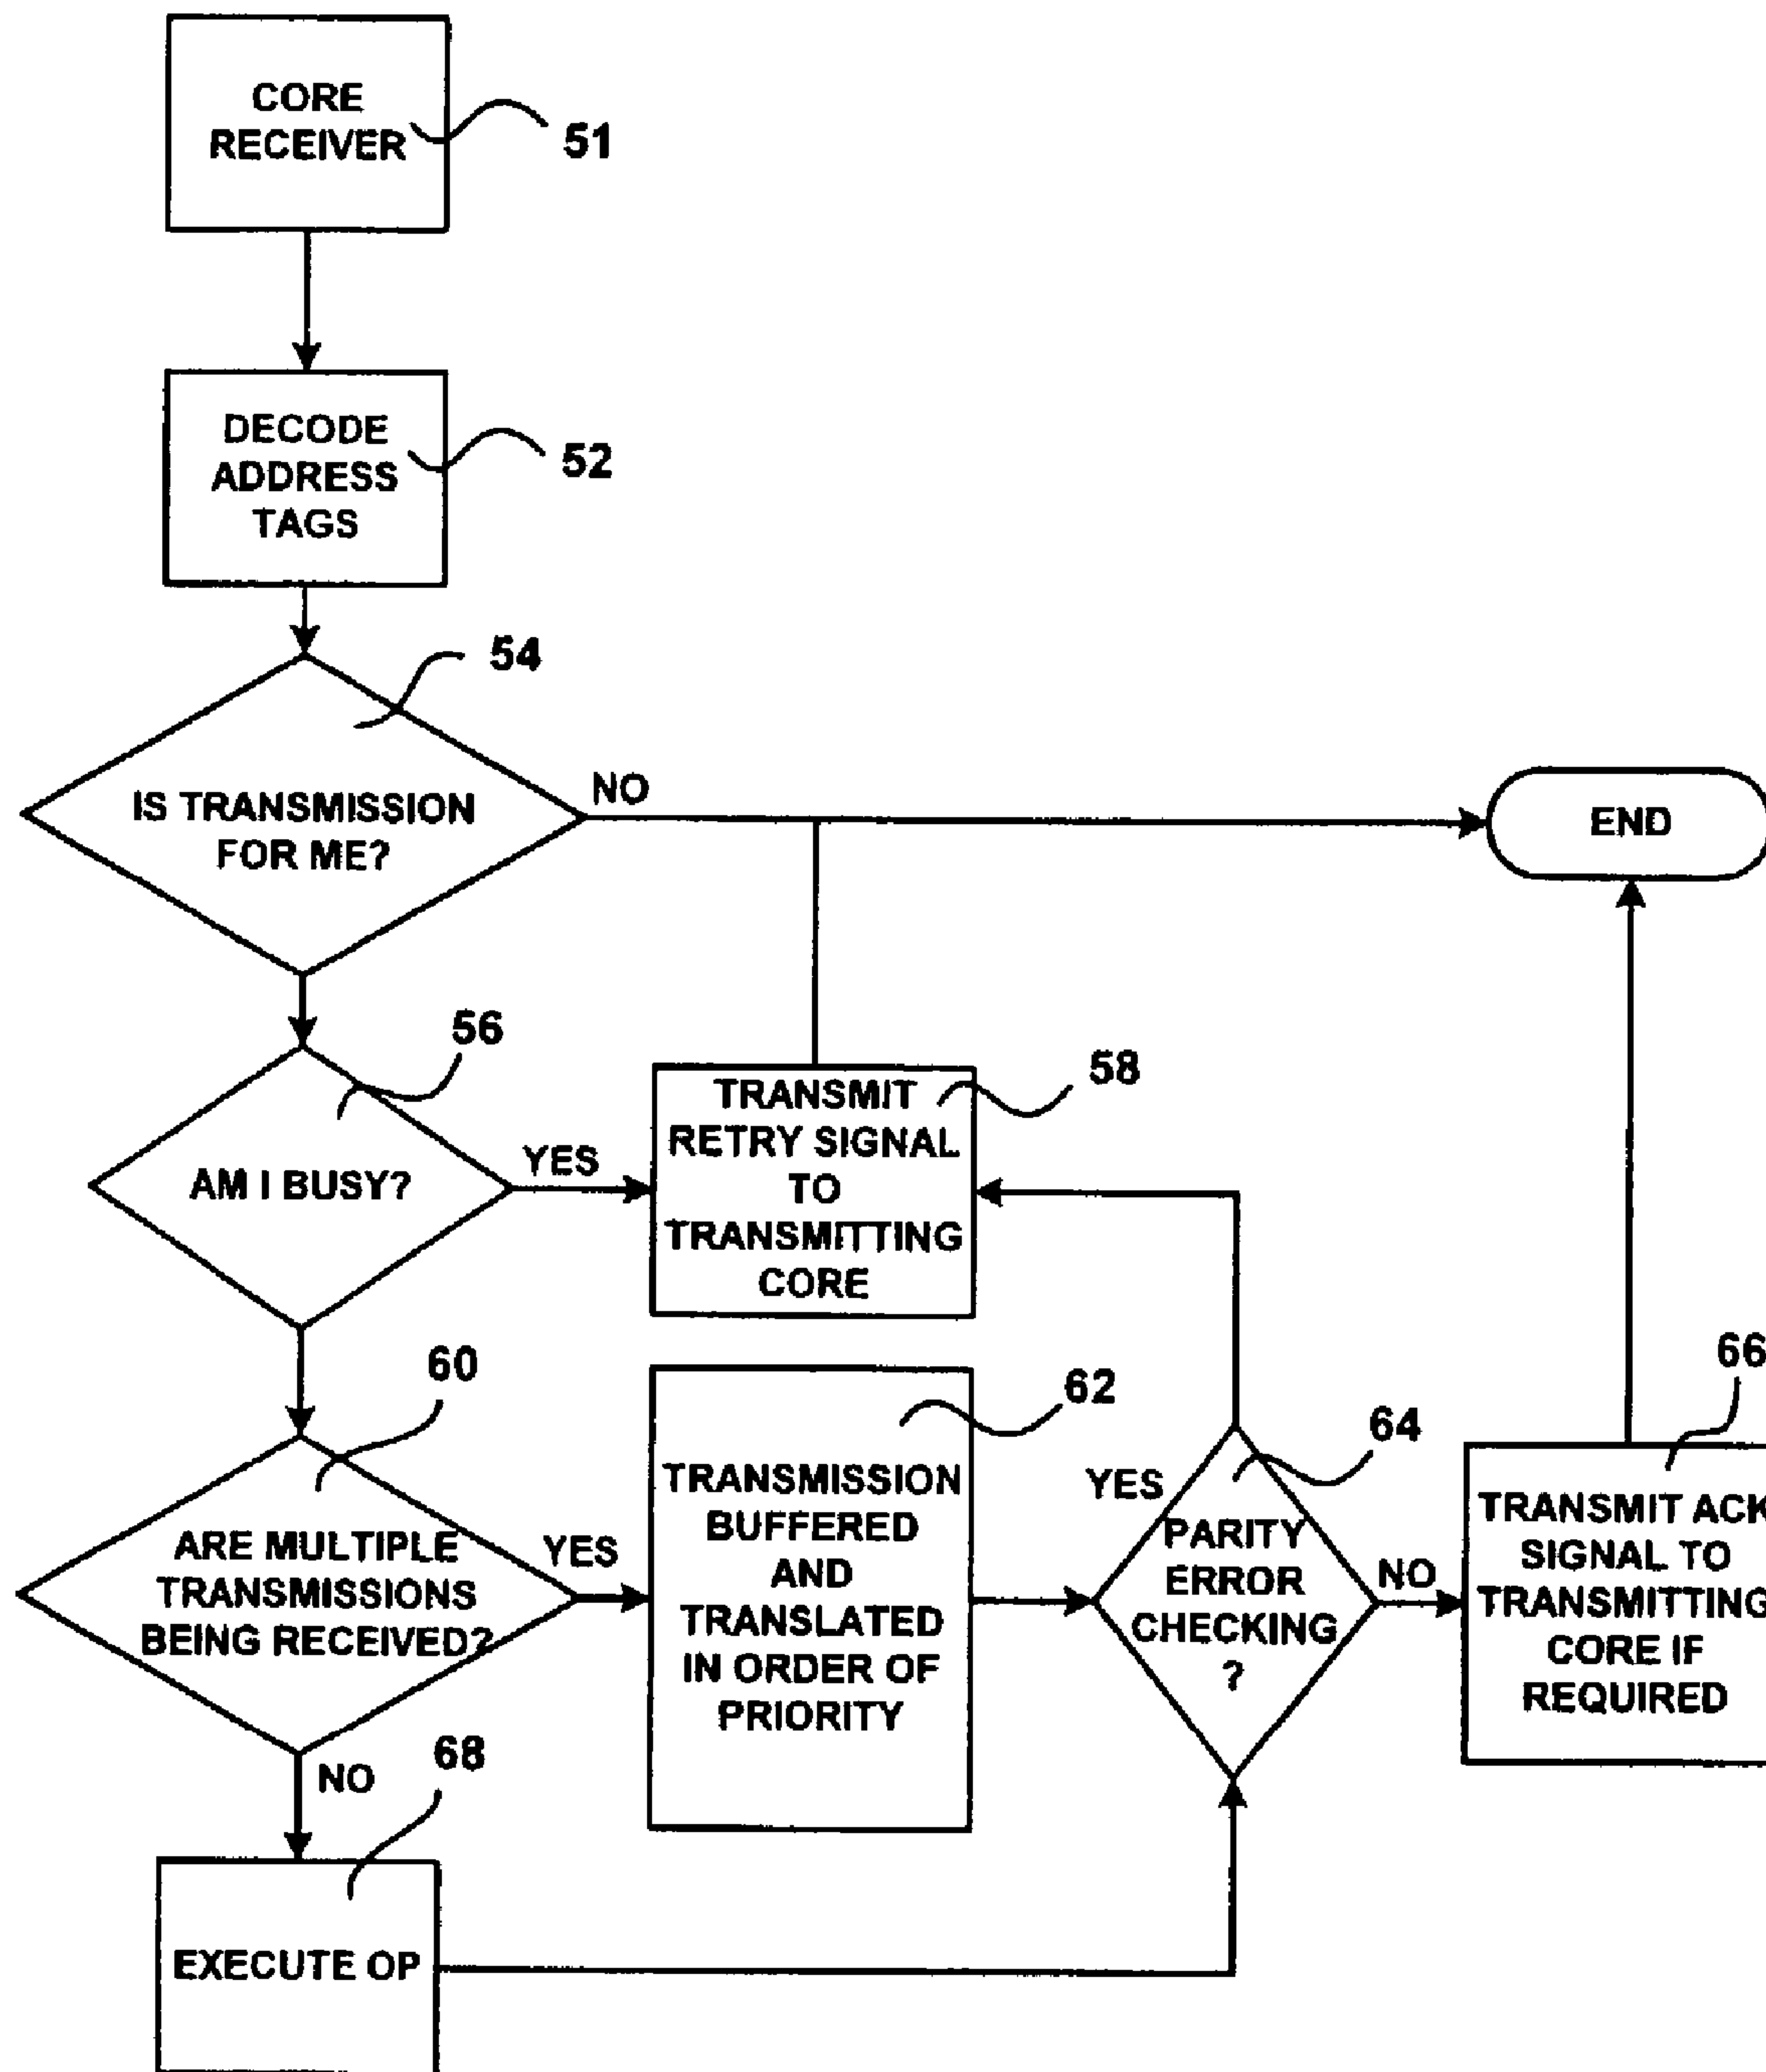 CORE
RECEIVER
51
DECODE
ADDRESS
TAGS
52
54
IS TRANSMISSION
FOR ME?
NO
END
56
AM I BUSY?
YES
58
TRANSMIT
RETRY SIGNAL
TO
TRANSMITTING
CORE
60
ARE MULTIPLE
TRANSMISSIONS
BEING RECEIVED?
YES
NO
62
TRANSMISSION
BUFFERED
AND
TRANSLATED
IN ORDER OF
PRIORITY
64
YES
PARITY
ERROR
CHECKING
?
NO
66
TRANSMIT ACK
SIGNAL TO
TRANSMITTING
CORE IF
REQUIRED
68
EXECUTE OP